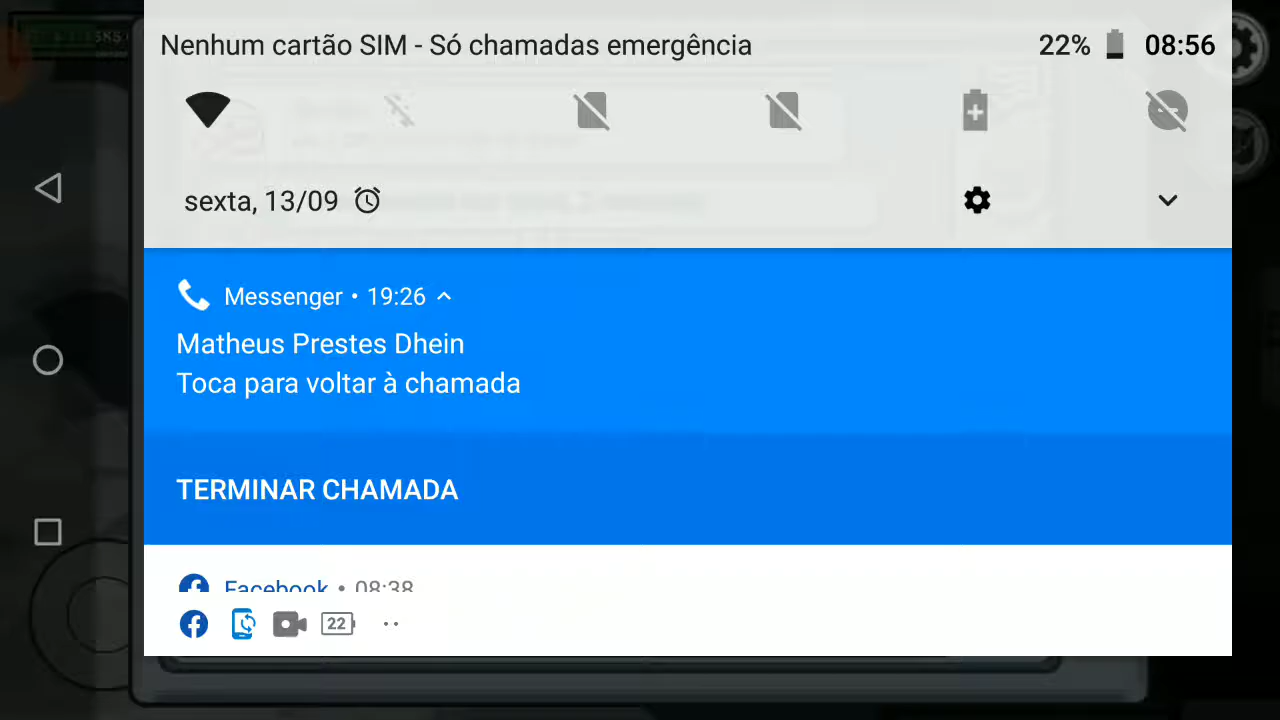 Nenhum cartão SIM - Só chamadas emergência
22% 08:56
sexta, 13/09
Messenger • 19:26
Matheus Prestes Dhein
Toca para voltar à chamada
TERMINAR CHAMADA
Facebook • 08:38
22